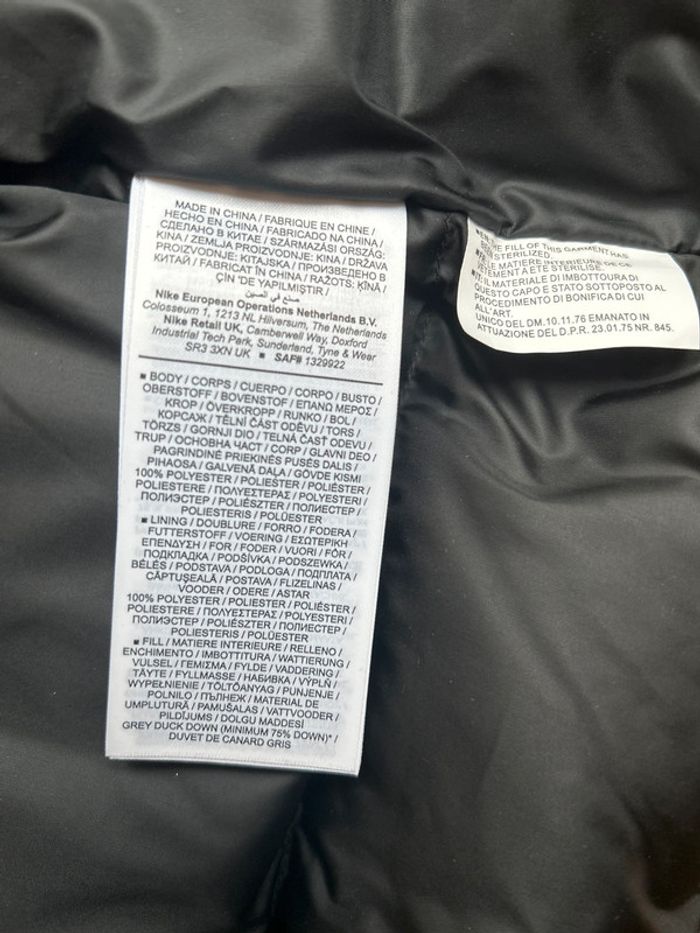 MADE IN CHINA / FABRIQUE EN CHINE /
HECHO EN CHINA / FABRICADO NA CHINA /
СДЕЛАНО В КИТАЕ / SZÁRMAZÁSI ORSZÁG:
KINA / ZEMLJA PROIZVODNJE: KINA / DRŽAVA
PROIZVODNJE: KITAJSKA / ПРОИЗВЕДЕНО В
КИТАЙ / FABRICAT ÎN CHINA / RAŽOTS: ĶĪNĀ /
ÇİN 'DE YAPILMIŞTIR /
صنع في الصين
Nike European Operations Netherlands B.V.
Colosseum 1, 1213 NL Hilversum, The Netherlands
Nike Retail UK, Camberwell Way, Doxford
Industrial Tech Park, Sunderland, Tyne & Wear
SR3 3XN UK ■ SAF# 1329922
■ BODY / CORPS / CUERPO / CORPO / BUSTO /
OBERSTOFF / BOVENSTOF / ΕΠΑΝΩ ΜΕΡΟΣ /
KROP / ÖVERKROPP / RUNKO / BOL /
КОРСАЖ / TĚLNÍ ČÁST ODĚVU / TORS /
TÖRZS / GORNJI DIO / TELNÁ ČASŤ ODEVU /
TRUP / ОСНОВНА ЧАСТ / CORP / GLAVNI DEO /
PAGRINDINĖ PRIEKINĖS PUSĖS DALIS /
PIHAOSA / GALVENĀ DAĻA / GÖVDE KISMI
100% POLYESTER / POLIESTER / POLIÉSTER /
POLIESTERE / ΠΟΛΥΕΣΤΕΡΑΣ / POLYESTERI /
ПОЛИЭСТЕР / POLIÉSZTER / ПОЛИЕСТЕР /
POLIESTERIS / POLÜESTER
■ LINING / DOUBLURE / FORRO / FODERA /
FUTTERSTOFF / VOERING / ΕΣΩΤΕΡΙΚΗ
ΕΠΕΝΔΥΣΗ / FOR / FODER / VUORI / FÓR /
ПОДКЛАДКА / PODŠÍVKA / PODSZEWKA /
BÉLÉS / PODSTAVA / PODLOGA / ПОДПЛАТА /
CĂPTUȘEALĂ / POSTAVA / FLIZELINAS /
VOODER / ODERE / ASTAR
100% POLYESTER / POLIESTER / POLIÉSTER /
POLIESTERE / ΠΟΛΥΕΣΤΕΡΑΣ / POLYESTERI /
ПОЛИЭСТЕР / POLIÉSZTER / ПОЛИЕСТЕР /
POLIESTERIS / POLÜESTER
■ FILL / MATIERE INTERIEURE / RELLENO /
ENCHIMENTO / IMBOTTITURA / WATTIERUNG /
VULSEL / ΓΕΜΙΣΜΑ / FYLDE / VADDERING /
TÄYTE / FYLLMASSE / НАБИВКА / VÝPLŇ /
WYPEŁNIENIE / TÖLTŐANYAG / PUNJENJE /
POLNILO / ПЪЛНЕЖ / MATERIAL DE
UMPLUTURĂ / PAMUŠALAS / VATTVOODER /
PILDĪJUMS / DOLGU MADDESİ
GREY DUCK DOWN (MINIMUM 75% DOWN)* /
DUVET DE CANARD GRIS
FILL OF THIS GARMENT HAS
STERILIZED.
MATIERE INTERIEURE DE CE
VETEMENT A ETE STERILISE.
■IT: IL MATERIALE DI IMBOTTITURA DI
QUESTO CAPO E STATO SOTTOPOSTO AL
PROCEDIMENTO DI BONIFICA DI CUI
ALL'ART.
UNICO DEL DM.10.11.76 EMANATO IN
ATTUAZIONE DEL D.P.R. 23.01.75 NR. 845.